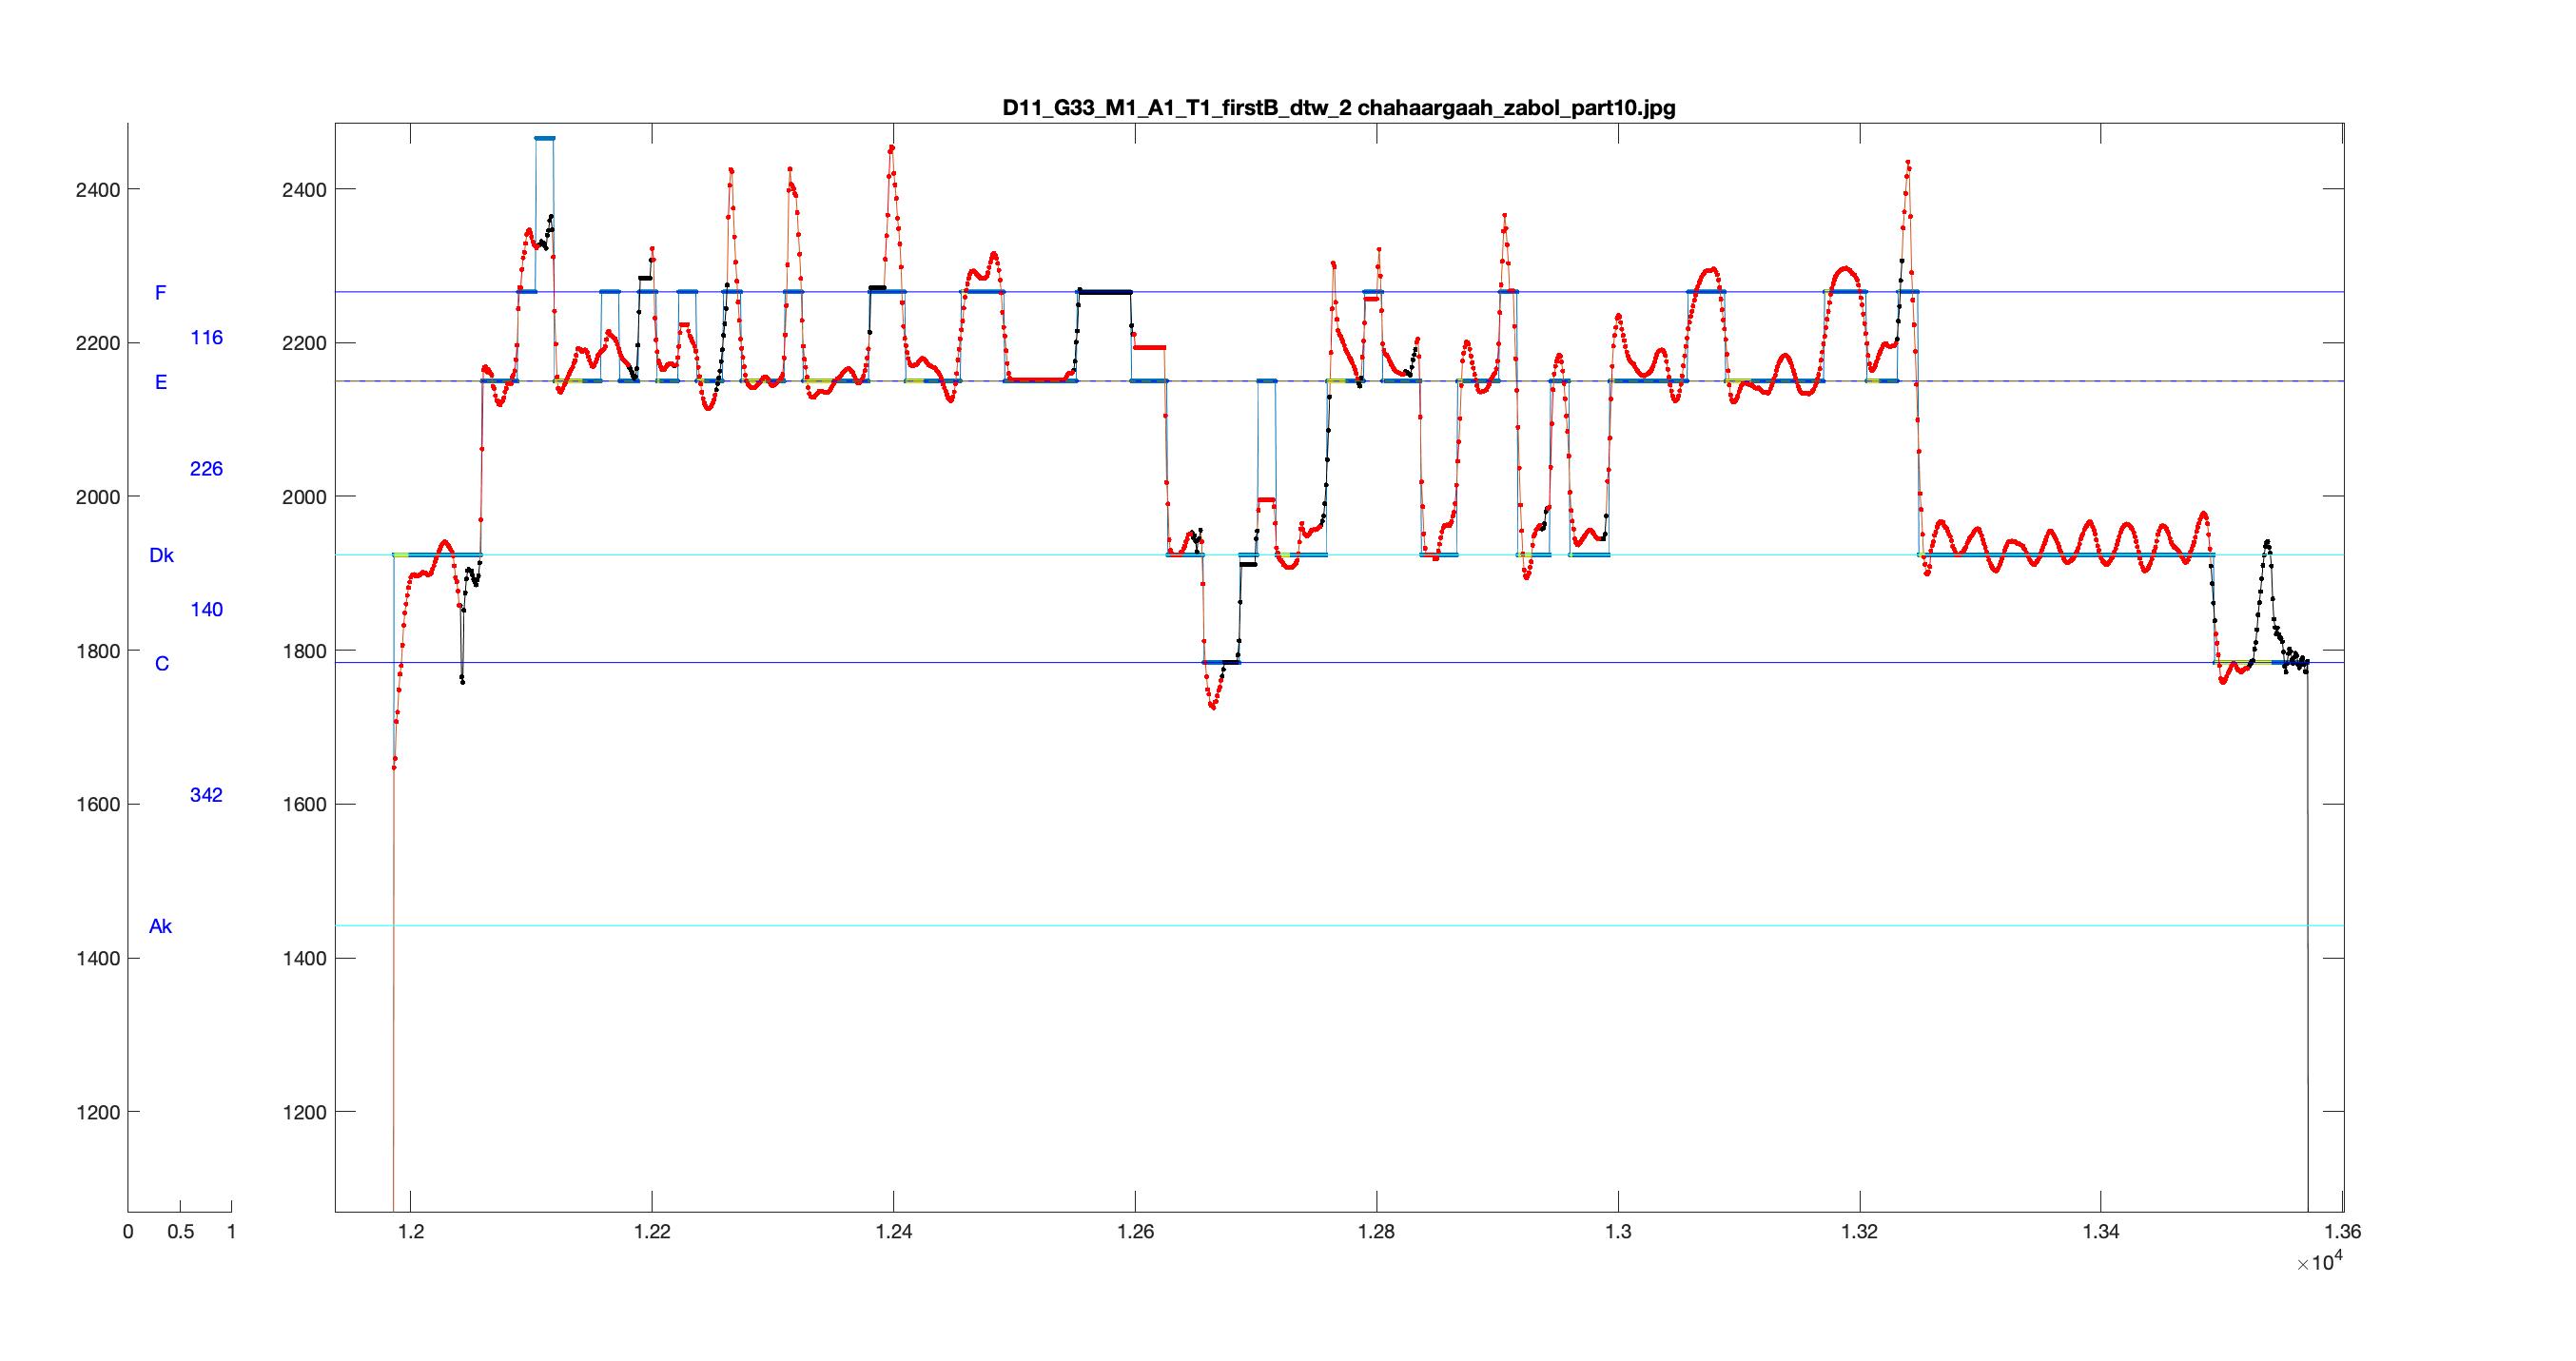 D11_G33_M1_A1_T1_firstB_dtw_2 chahaargaah_zabol_part10.jpg
2400 2400
F
116
2200 2200
E
226
2000 2000
Dk
140
1800 1800
C
342
1600 1600
Ak
1400 1400
1200 1200
0 0.5 1 1.2 1.22 1.24 1.26 1.28 1.3 1.32 1.34 1.36
×10⁴